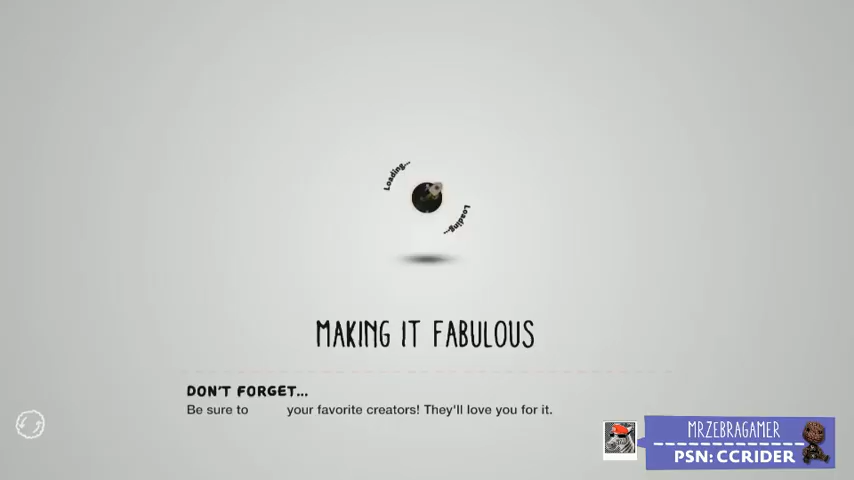 Loading...
Loading...
MAKING IT FABULOUS
DON'T FORGET...
Be sure to your favorite creators! They'll love you for it.
MRZEBRAGAMER
PSN: CCRIDER